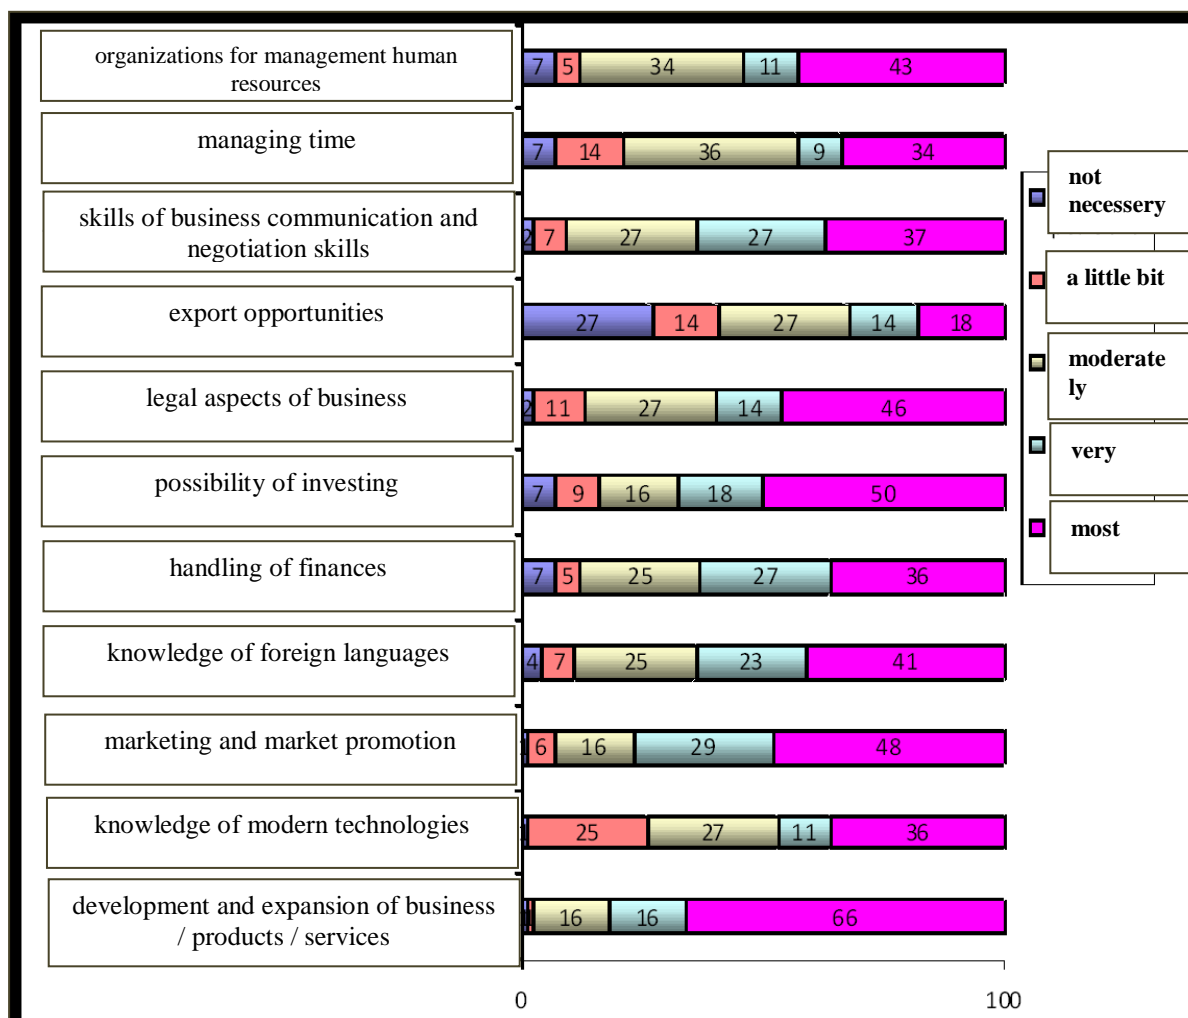 organizations for management human
resources
7 5 34 11 43
managing time
7 14 36 9 34
skills of business communication and
negotiation skills
2 7 27 27 37
export opportunities
27 14 27 14 18
legal aspects of business
2 11 27 14 46
possibility of investing
7 9 16 18 50
handling of finances
7 5 25 27 36
knowledge of foreign languages
4 7 25 23 41
marketing and market promotion
1 6 16 29 48
knowledge of modern technologies
1 25 27 11 36
development and expansion of business
/ products / services
1 1 16 16 66
0 100
not
necessery
a little bit
moderate
ly
very
most